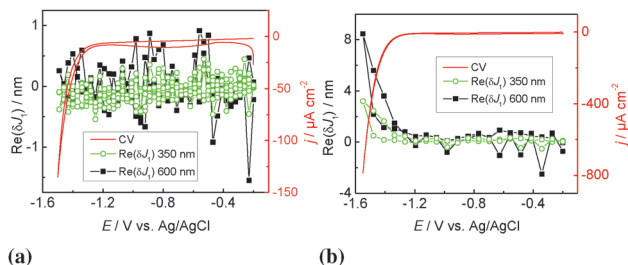 (a)
Re(δJ₁) / nm
1
0
-1
0
-50
-100
-150
j / μA cm⁻²
CV
Re(δJ₁) 350 nm
Re(δJ₁) 600 nm
-1.6 -1.2 -0.8 -0.4
E / V vs. Ag/AgCl
(b)
Re(δJ₁) / nm
8
4
0
-4
0
-400
-800
j / μA cm⁻²
CV
Re(δJ₁) 350 nm
Re(δJ₁) 600 nm
-1.6 -1.2 -0.8 -0.4
E / V vs. Ag/AgCl